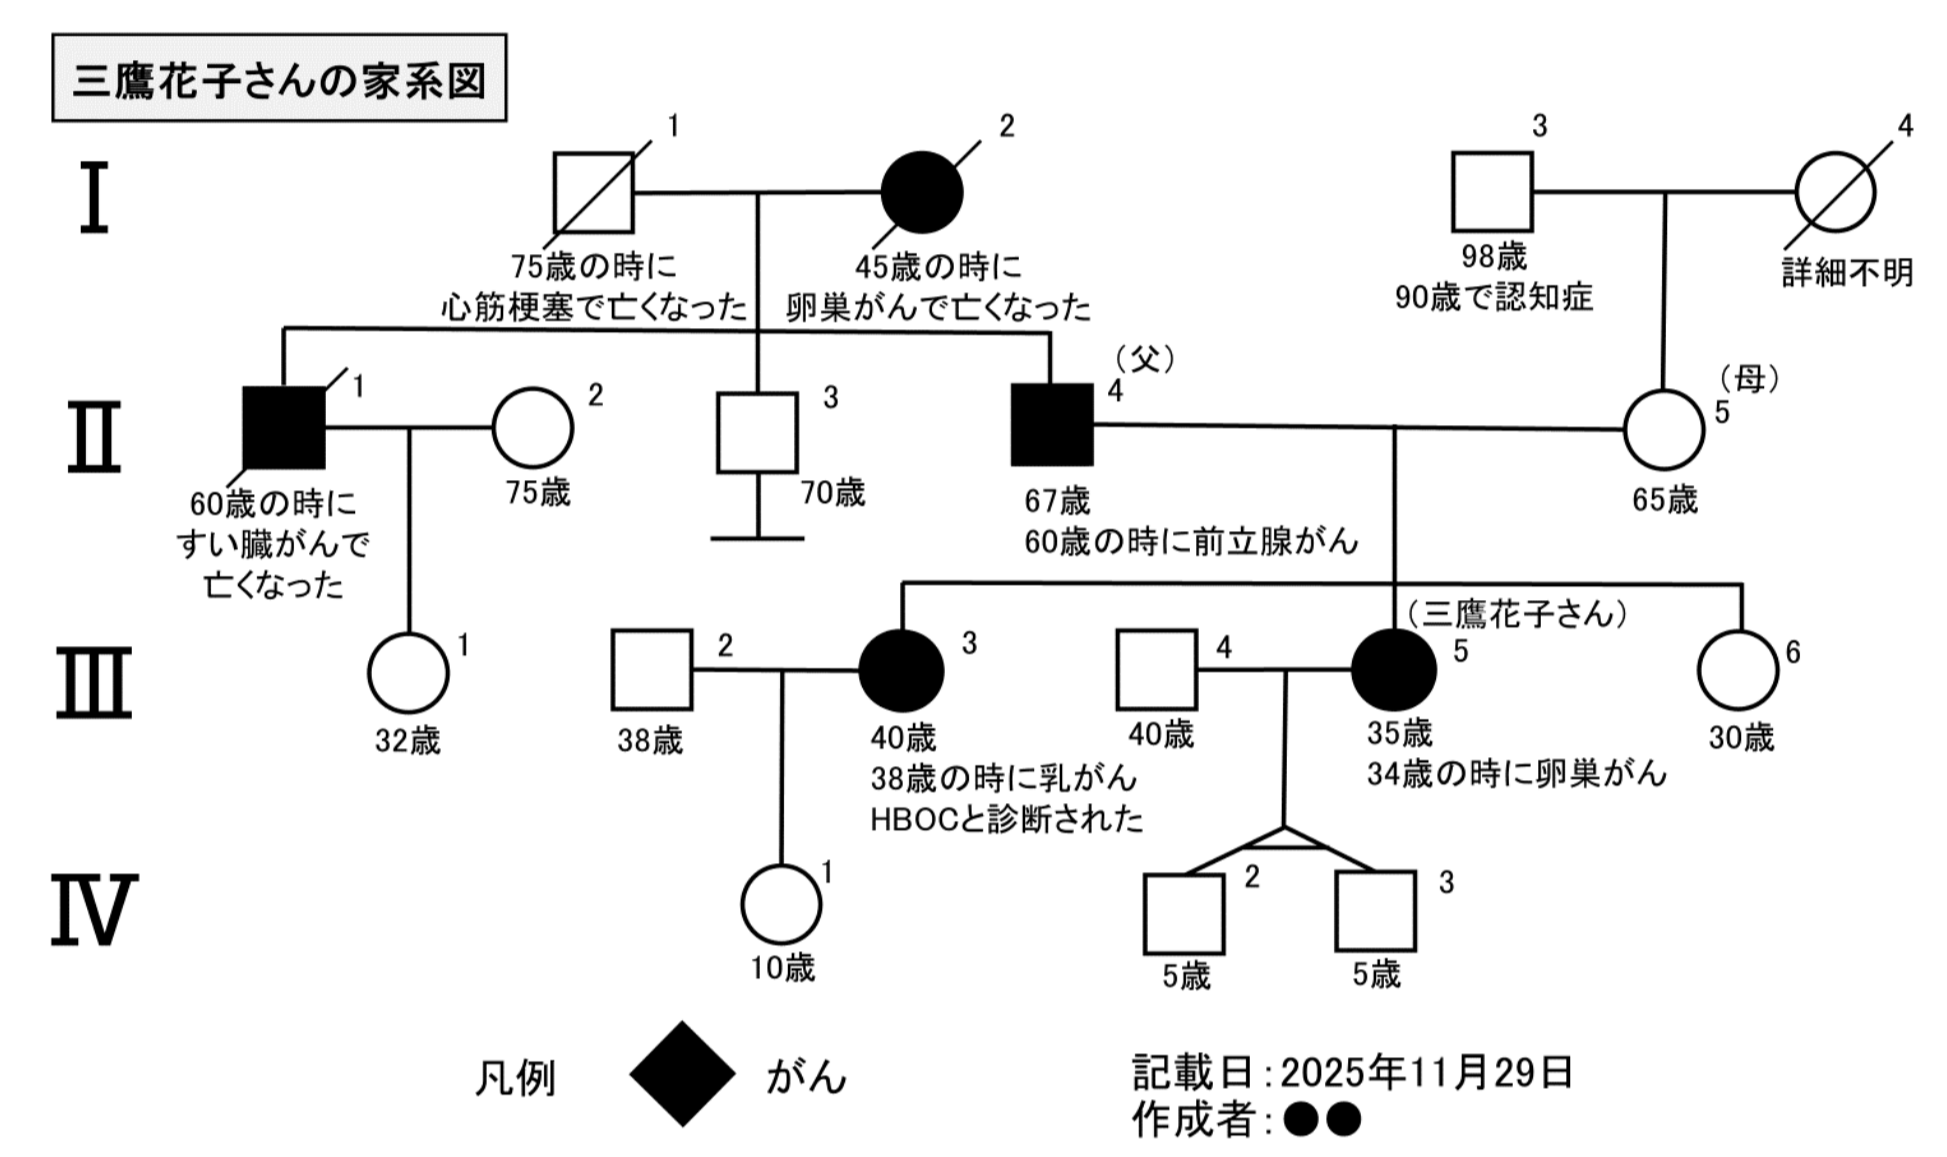 三鷹花子さんの家系図
I
1
2
3
4
75歳の時に
心筋梗塞で亡くなった
45歳の時に
卵巣がんで亡くなった
98歳
90歳で認知症
詳細不明
II
1
60歳の時に
すい臓がんで
亡くなった
2
75歳
3
70歳
（父）
4
67歳
60歳の時に前立腺がん
（母）
5
65歳
III
1
32歳
2
38歳
3
40歳
38歳の時に乳がん
HBOCと診断された
4
40歳
（三鷹花子さん）
5
35歳
34歳の時に卵巣がん
6
30歳
IV
1
10歳
2
5歳
3
5歳
凡例
がん
記載日：2025年11月29日
作成者：●●